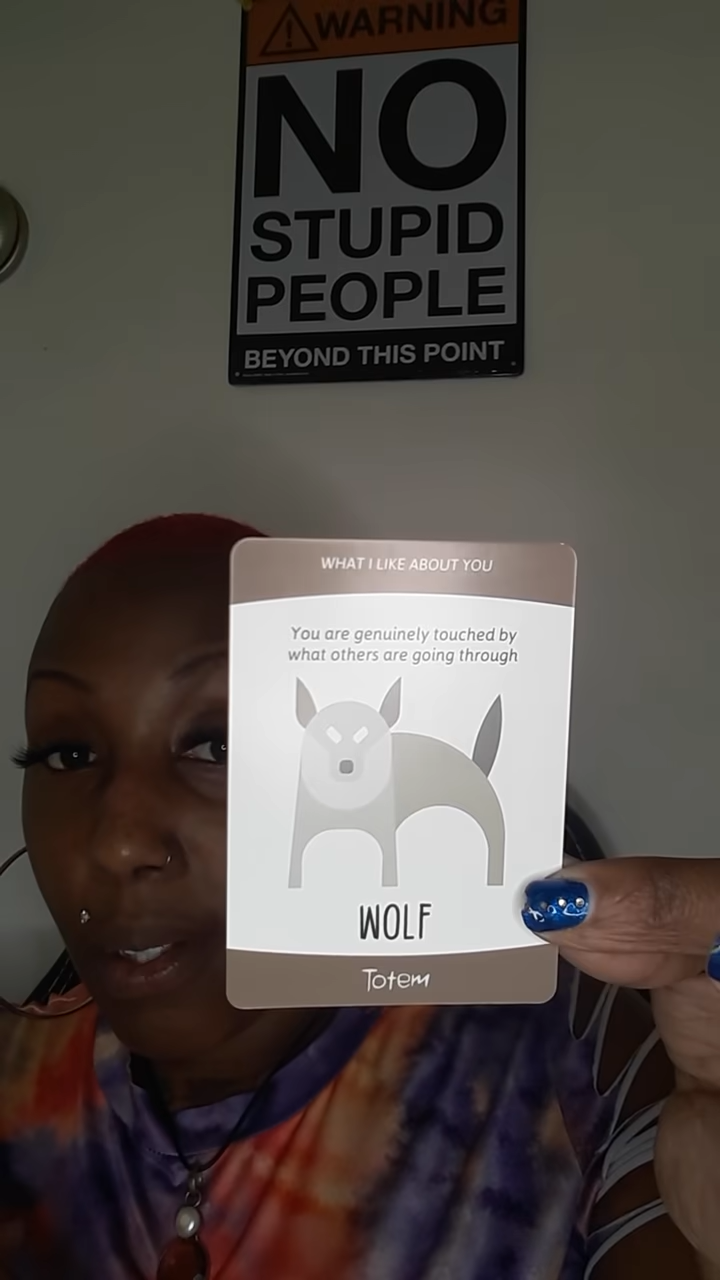 WARNING
NO
STUPID
PEOPLE
BEYOND THIS POINT
WHAT I LIKE ABOUT YOU
You are genuinely touched by
what others are going through
WOLF
Totem